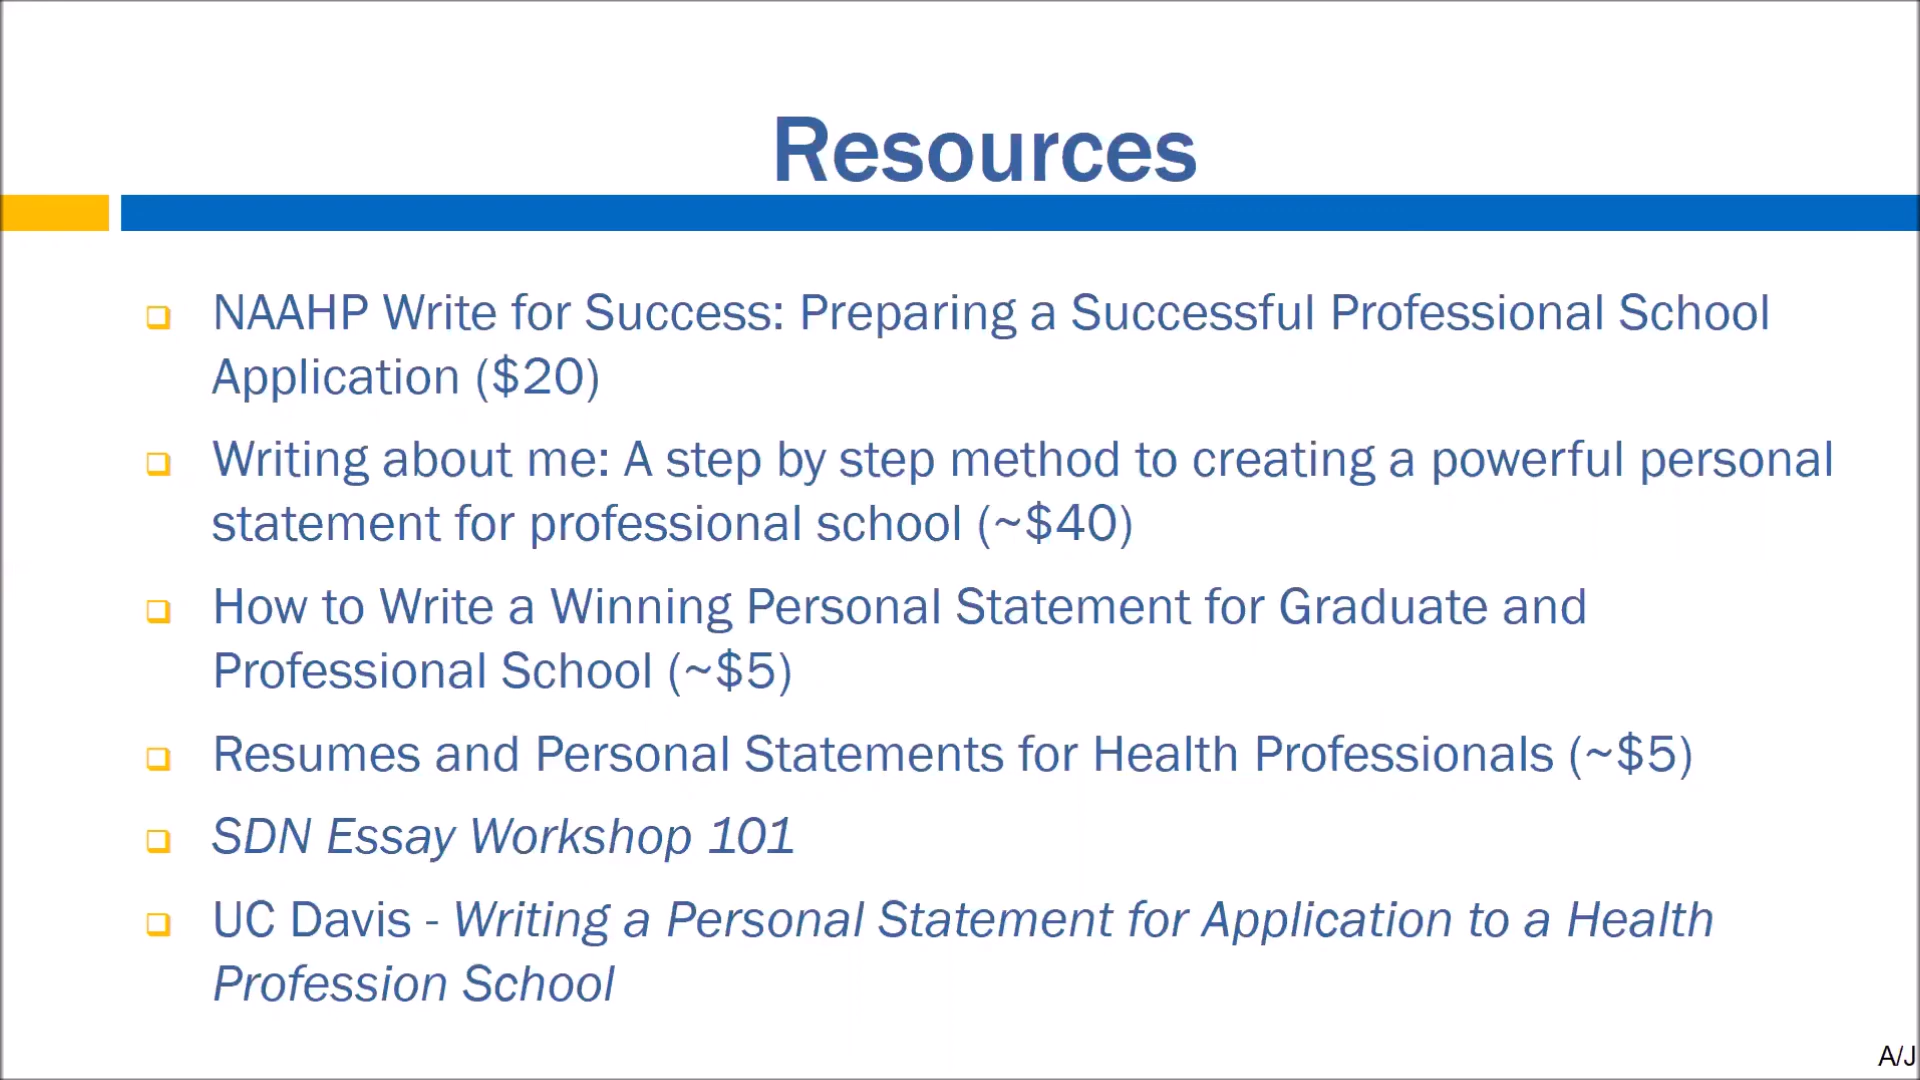 Resources
NAAHP Write for Success: Preparing a Successful Professional School
Application ($20)
Writing about me: A step by step method to creating a powerful personal
statement for professional school (~$40)
How to Write a Winning Personal Statement for Graduate and
Professional School (~$5)
Resumes and Personal Statements for Health Professionals (~$5)
SDN Essay Workshop 101
UC Davis - Writing a Personal Statement for Application to a Health
Profession School
A/J